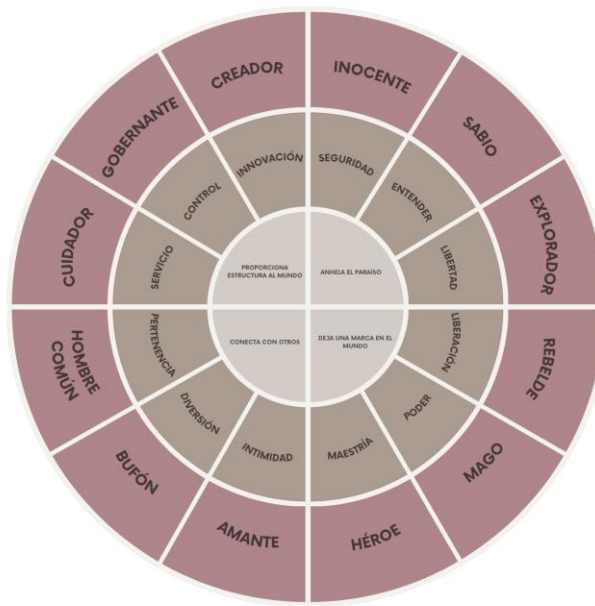 CREADOR
INOCENTE
SABIO
EXPLORADOR
REBELDE
MAGO
HÉROE
AMANTE
BUFÓN
HOMBRE
COMÚN
CUIDADOR
GOBERNANTE
INNOVACIÓN
SEGURIDAD
ENTENDER
LIBERTAD
LIBERACIÓN
PODER
MAESTRÍA
INTIMIDAD
DIVERSIÓN
PERTENENCIA
SERVICIO
CONTROL
PROPORCIONA
ESTRUCTURA AL MUNDO
ANHELA EL PARAÍSO
CONECTA CON OTROS
DEJA UNA MARCA EN EL
MUNDO